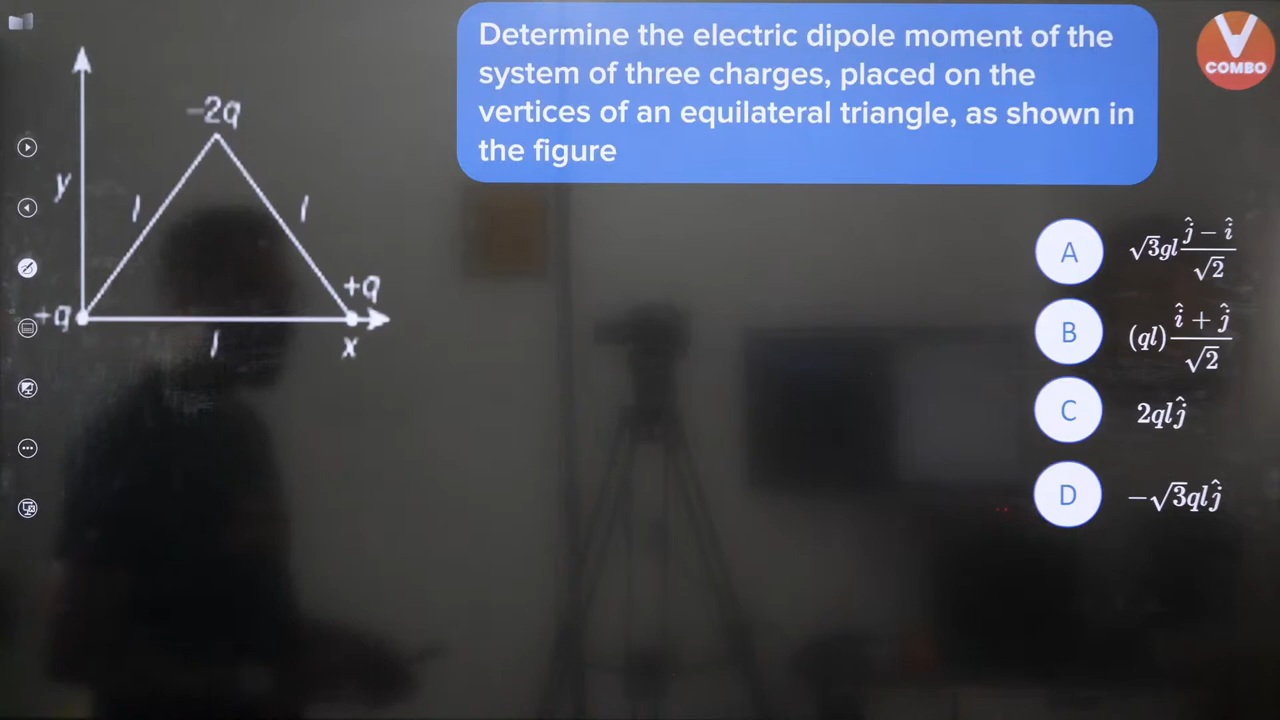 Determine the electric dipole moment of the
system of three charges, placed on the
vertices of an equilateral triangle, as shown in
the figure
V
COMBO
-2q
y
l
l
+q
+q
l
x
A √3gl (ĵ − î)/√2
B (ql) (î + ĵ)/√2
C 2qlĵ
D −√3qlĵ